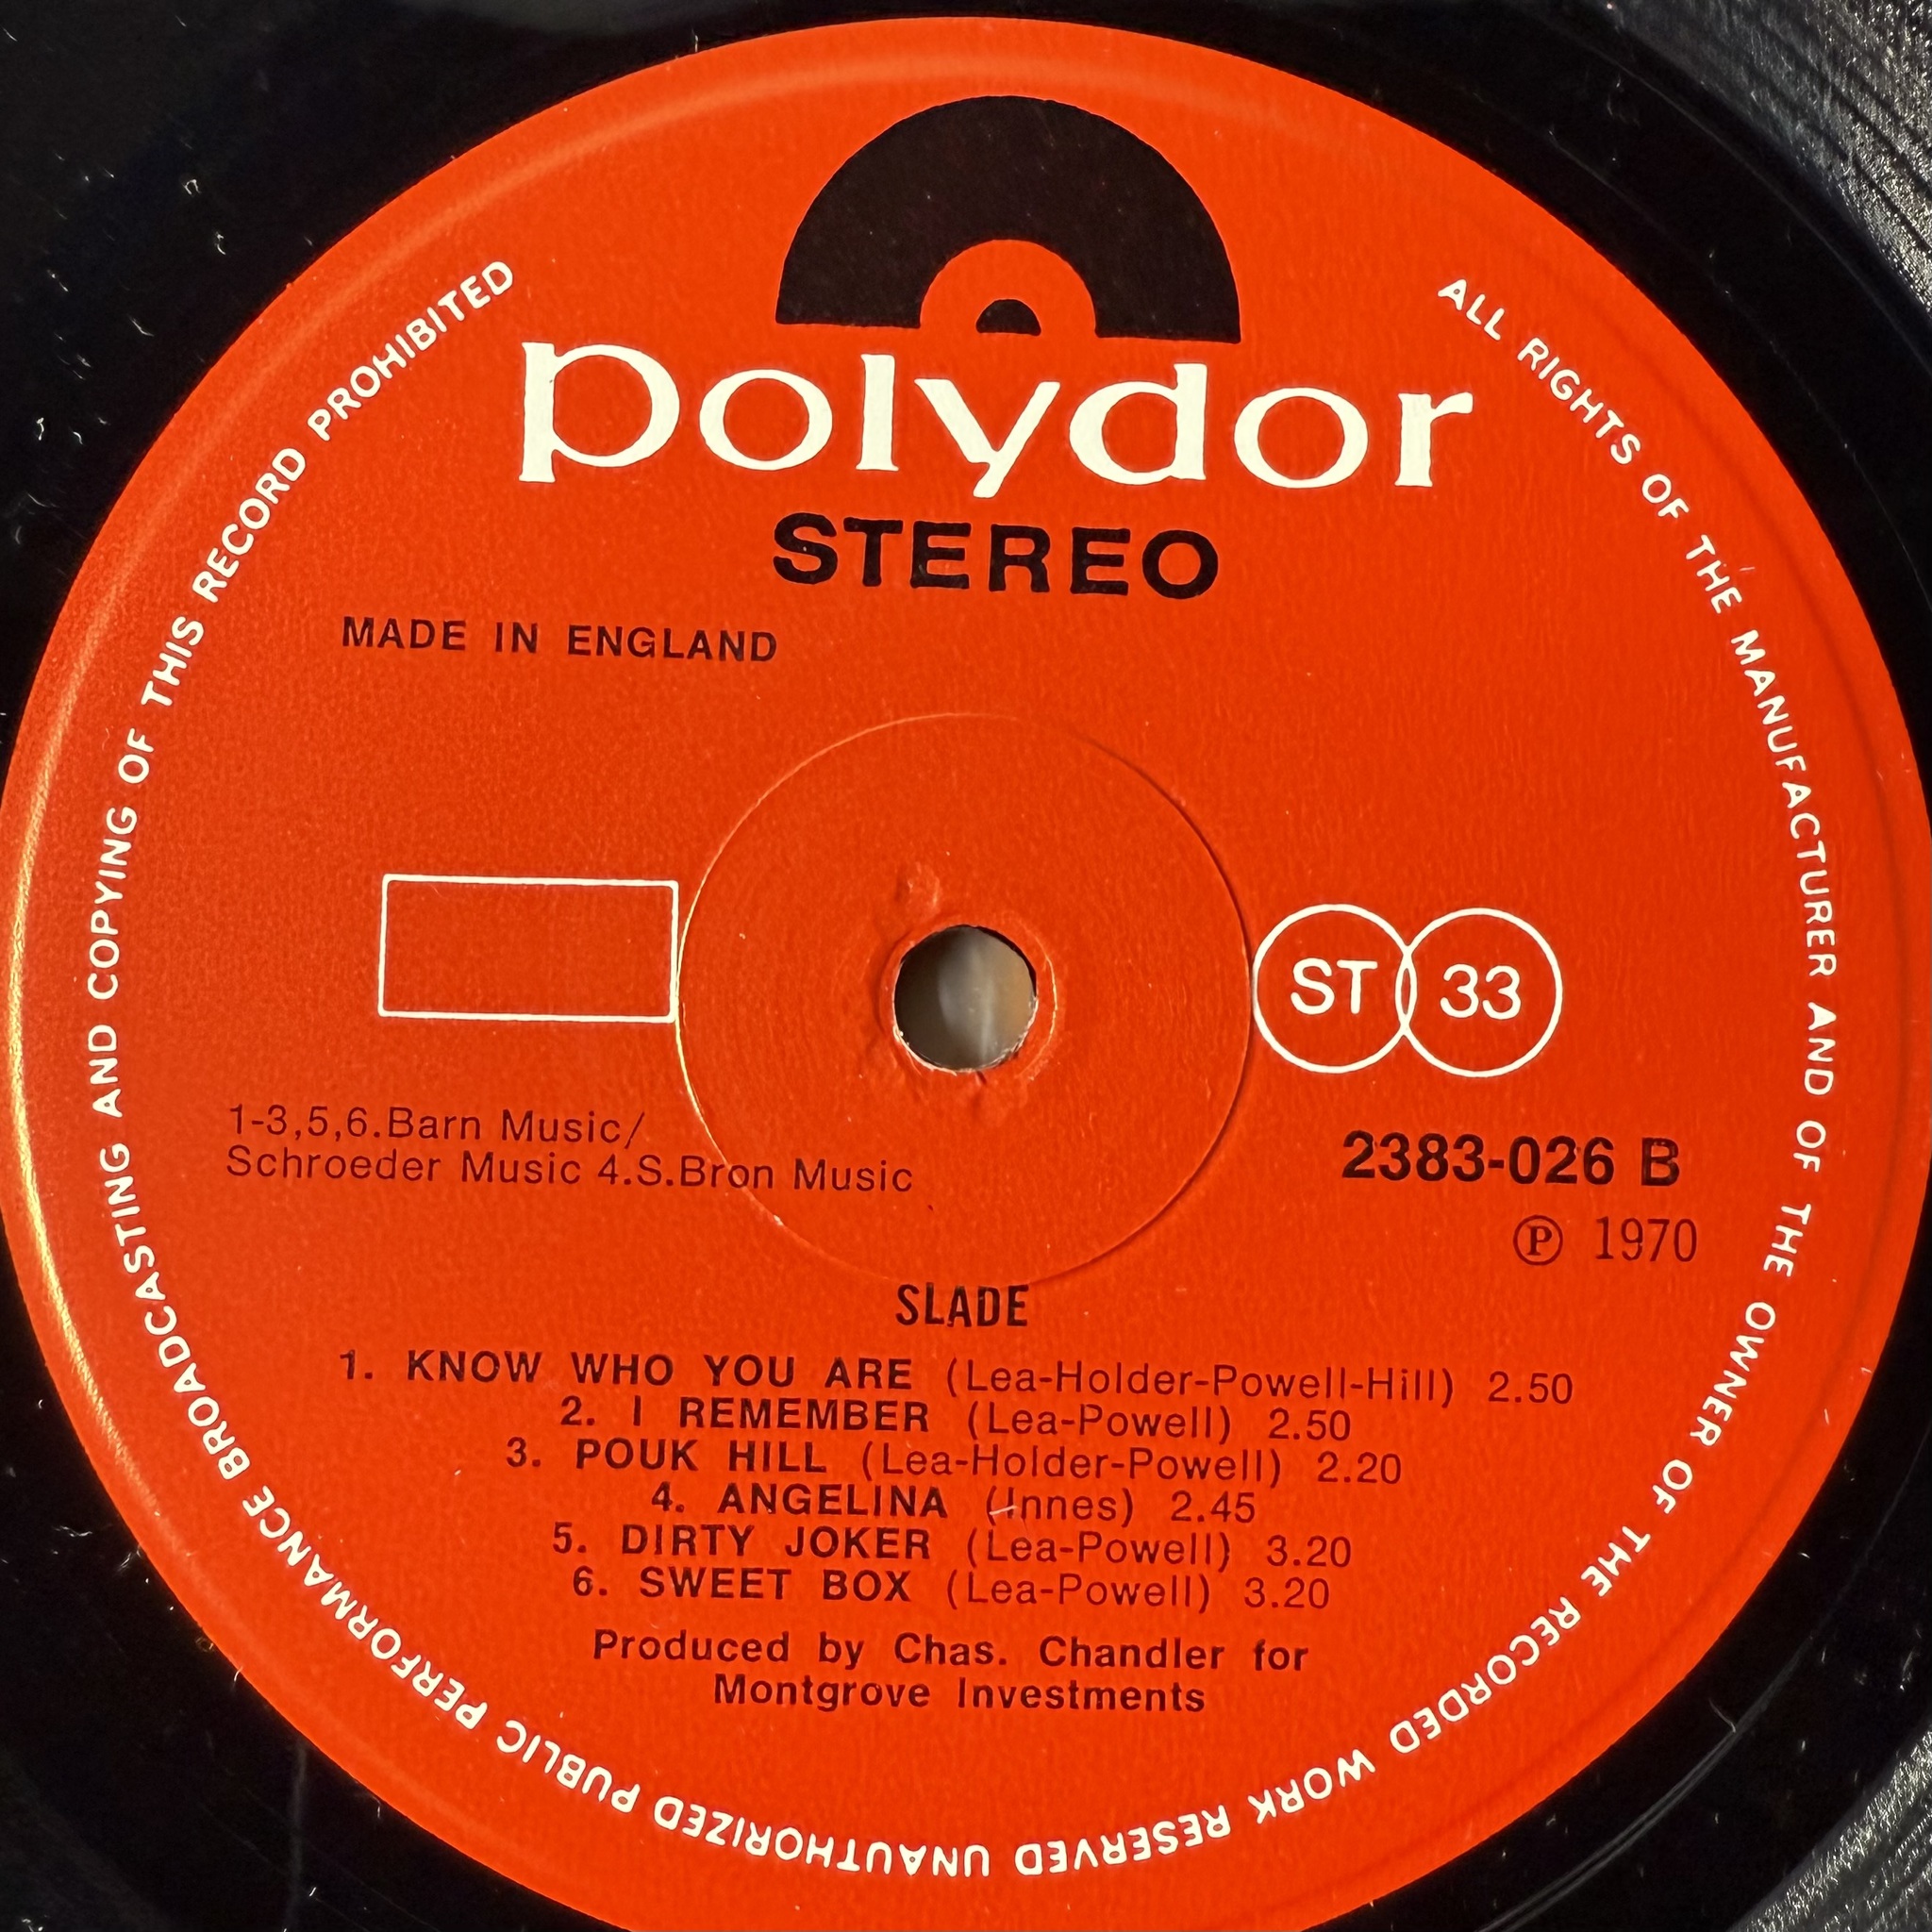 polydor
STEREO
MADE IN ENGLAND
ST 33
1-3,5,6.Barn Music/
Schroeder Music 4.S.Bron Music
2383-026 B
Ⓟ 1970
SLADE
1. KNOW WHO YOU ARE (Lea-Holder-Powell-Hill) 2.50
2. I REMEMBER (Lea-Powell) 2.50
3. POUK HILL (Lea-Holder-Powell) 2.20
4. ANGELINA (Innes) 2.45
5. DIRTY JOKER (Lea-Powell) 3.20
6. SWEET BOX (Lea-Powell) 3.20
Produced by Chas. Chandler for
Montgrove Investments
ALL RIGHTS OF THE MANUFACTURER AND OF THE OWNER OF THE RECORDED WORK RESERVED UNAUTHORIZED PUBLIC PERFORMANCE BROADCASTING AND COPYING OF THIS RECORD PROHIBITED